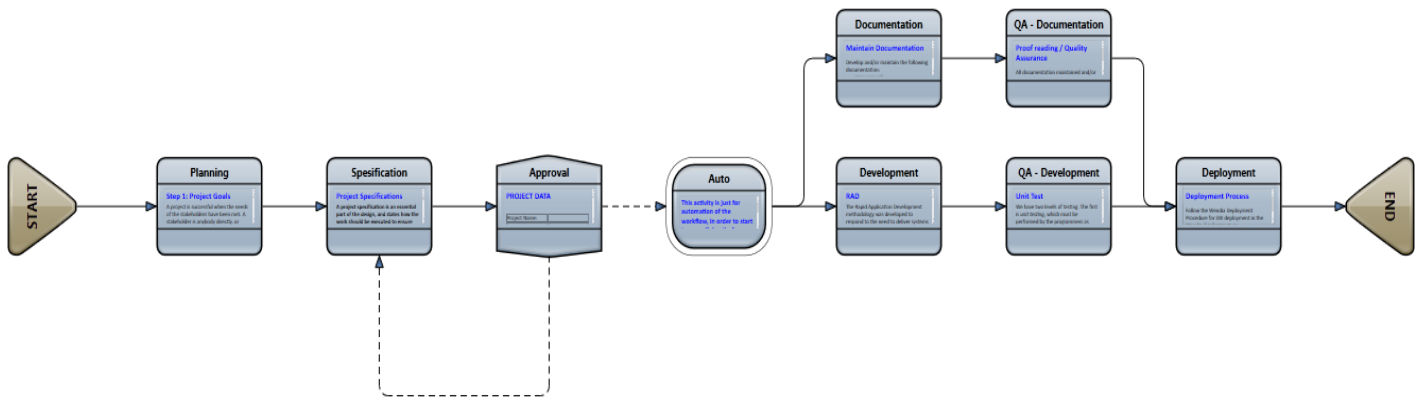 START
Planning
Step 1: Project Goals
A project is successful when the needs
of the stakeholders have been met. A
stakeholder is anybody directly, or
Spesification
Project Specifications
A project specification is an essential
part of the design, and states how the
work should be executed to ensure
Approval
PROJECT DATA
Project Name:
Auto
This activity is just for
automation of the
workflow, in order to start
Documentation
Maintain Documentation
Develop and/or maintain the following
documentation:
QA - Documentation
Proof reading / Quality
Assurance
All documentation maintained and/or
Development
RAD
The Rapid Application Development
methodology was developed to
respond to the need to deliver systems
QA - Development
Unit Test
We have two levels of testing. The first
is unit testing, which must be
performed by the programmer as
Deployment
Deployment Process
Follow the
Deployment
Procedure for
deployment in the
END